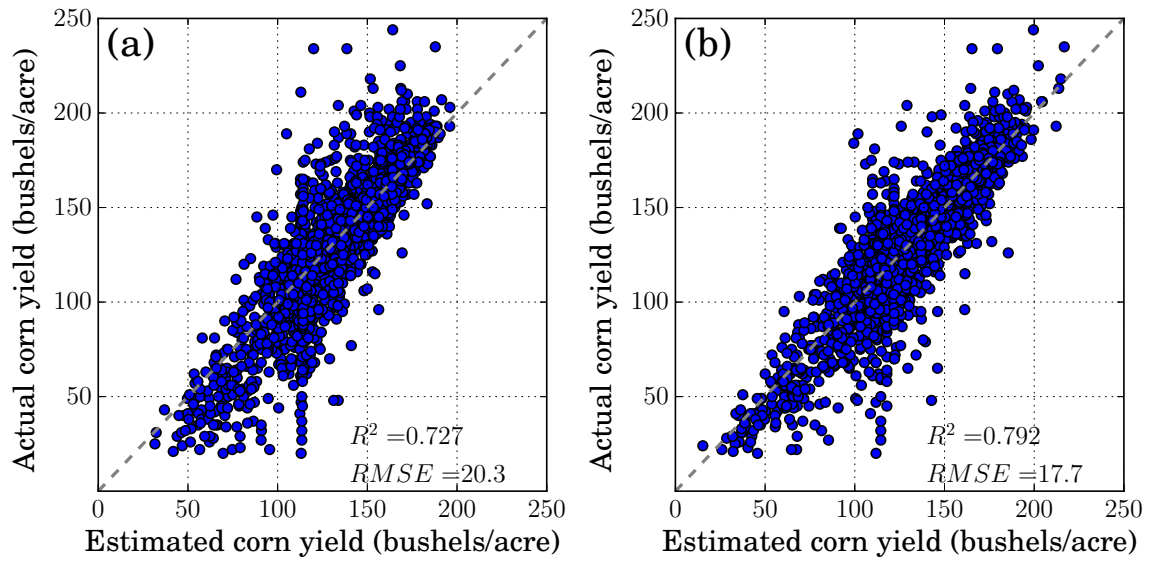 (a)
250
200
150
100
50
0 50 100 150 200 250
Actual corn yield (bushels/acre)
Estimated corn yield (bushels/acre)
R² =0.727
RMSE =20.3
(b)
250
200
150
100
50
0 50 100 150 200 250
Actual corn yield (bushels/acre)
Estimated corn yield (bushels/acre)
R² =0.792
RMSE =17.7